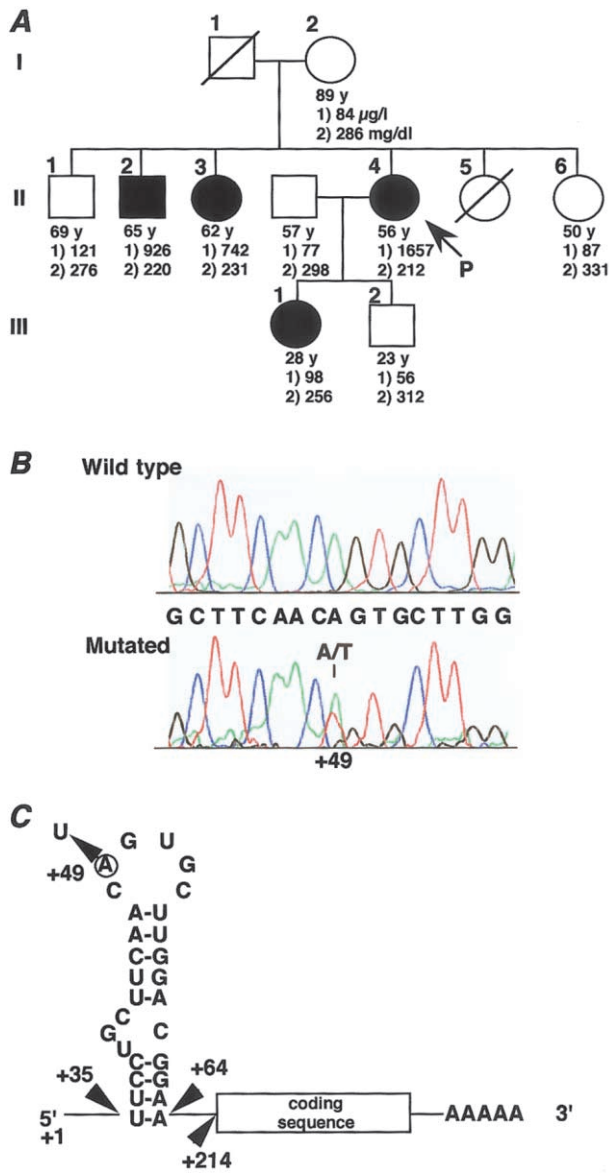 A
1 2
I
89 y
1) 84 µg/l
2) 286 mg/dl
1 2 3 4 5 6
II
69 y 65 y 62 y 57 y 56 y 50 y
1) 121 1) 926 1) 742 1) 77 1) 1657 1) 87
2) 276 2) 220 2) 231 2) 298 2) 212 2) 331
P
1 2
III
28 y 23 y
1) 98 1) 56
2) 256 2) 312
B
Wild type
G C T T C A A C A G T G C T T G G
Mutated
A/T
+49
C
U G U
A G
+49
C C
A-U
A-U
C G
U G
U-A
C
G C
U
C G
+35 C G +64
U A
U-A
5' +1
coding sequence
AAAAA 3'
+214